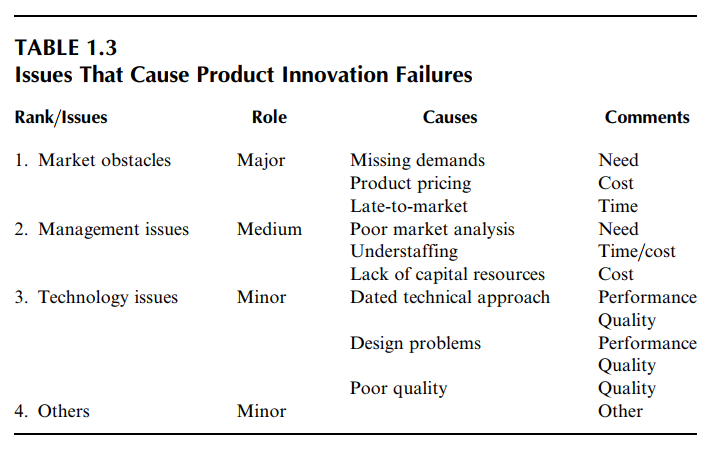 TABLE 1.3
Issues That Cause Product Innovation Failures
Rank/Issues Role Causes Comments
1. Market obstacles Major Missing demands Need
Product pricing Cost
Late-to-market Time
2. Management issues Medium Poor market analysis Need
Understaffing Time/cost
Lack of capital resources Cost
3. Technology issues Minor Dated technical approach Performance
Quality
Design problems Performance
Quality
Poor quality Quality
4. Others Minor Other